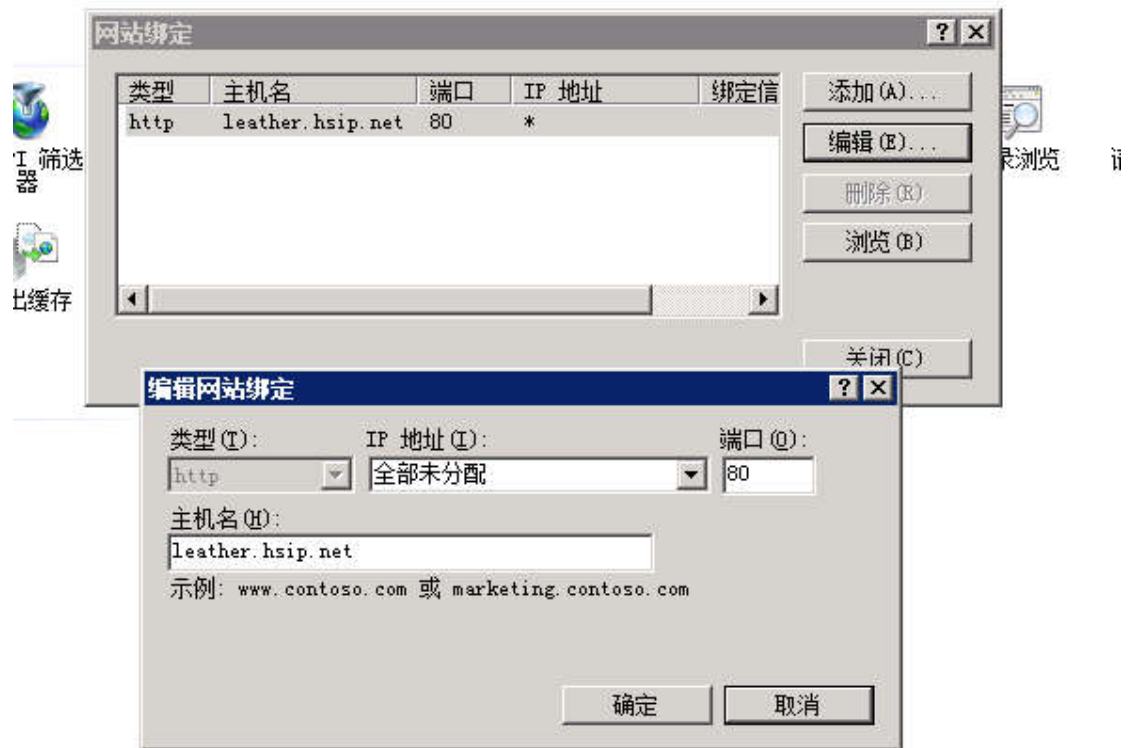 网站绑定
类型 主机名 端口 IP 地址 绑定信
http leather.hsip.net 80 *
添加(A)...
编辑(E)...
删除(R)
浏览(B)
关闭(C)
I 筛选
器
出缓存
录浏览
编辑网站绑定
类型(T): IP 地址(I): 端口(O):
http 全部未分配 80
主机名(H):
leather.hsip.net
示例: www.contoso.com 或 marketing.contoso.com
确定 取消